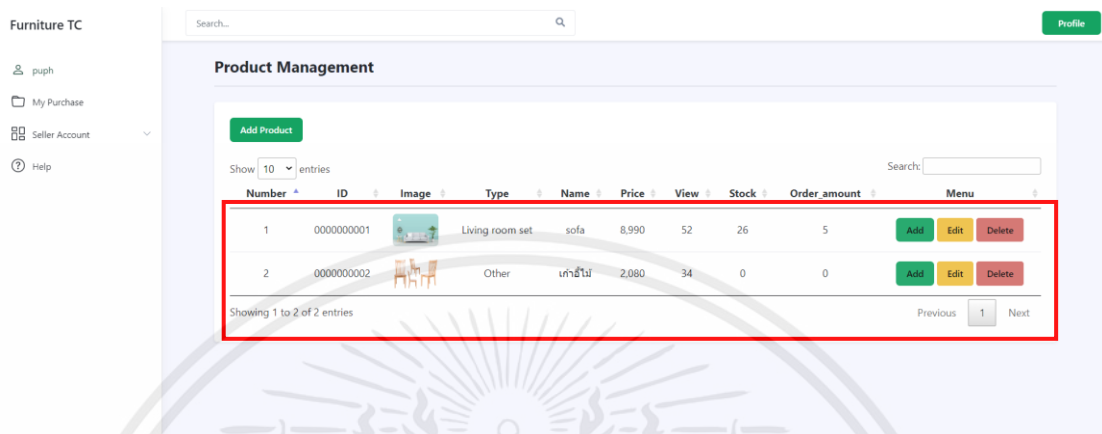 Furniture TC
Search...
Profile
puph
My Purchase
Seller Account
Help
Product Management
Add Product
Show 10 entries
Search:
Number ID Image Type Name Price View Stock Order_amount Menu
1 0000000001 Living room set sofa 8,990 52 26 5 Add Edit Delete
2 0000000002 Other เก้าอี้ไม้ 2,080 34 0 0 Add Edit Delete
Showing 1 to 2 of 2 entries
Previous 1 Next